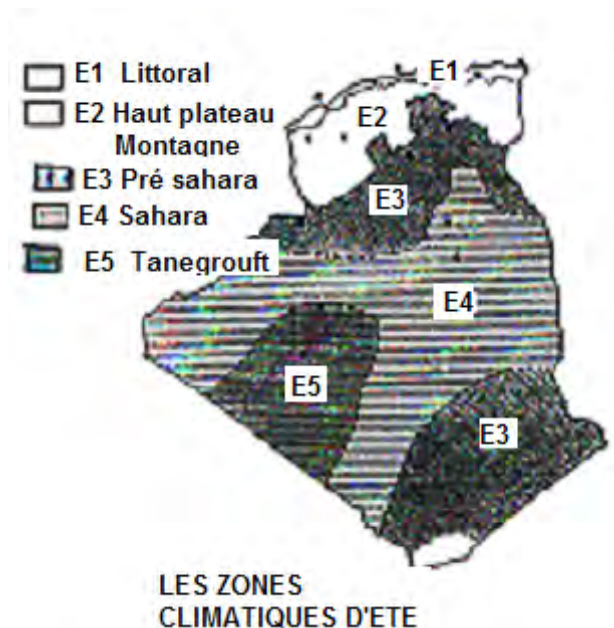 E1 Littoral
E2 Haut plateau
Montagne
E3 Pré sahara
E4 Sahara
E5 Tanegrouft
E1
E2
E3
E4
E5
E3
LES ZONES
CLIMATIQUES D'ETE